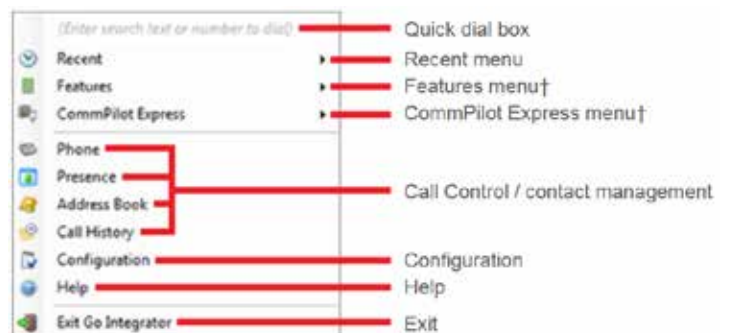 (Enter search text or number to dial) Quick dial box
Recent Recent menu
Features Features menu†
CommPilot Express CommPilot Express menu†
Phone
Presence
Call Control / contact management
Address Book
Call History
Configuration Configuration
Help Help
Exit Go Integrator Exit